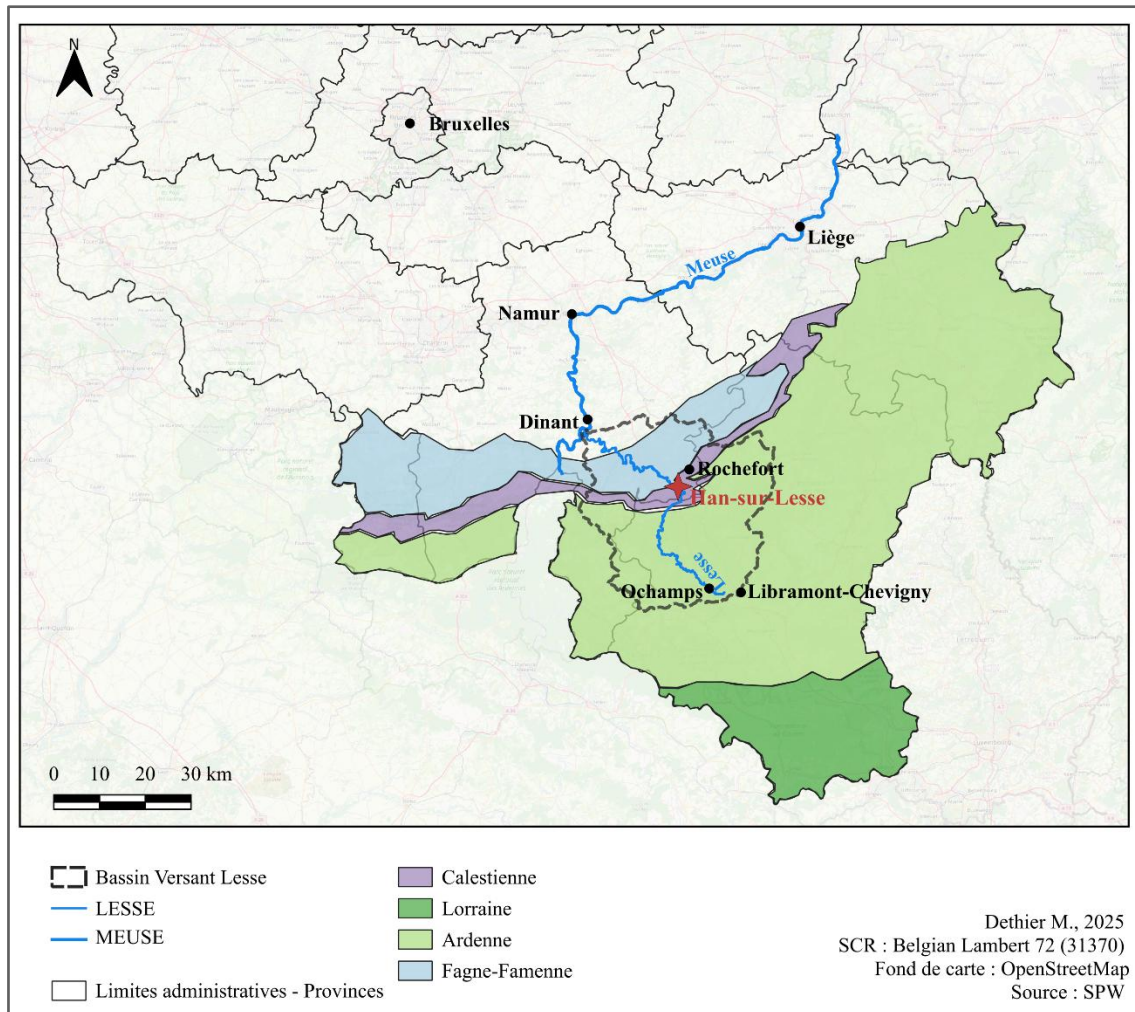 N
Bruxelles
Liège
Meuse
Namur
Dinant
Rochefort
Han-sur-Lesse
Lesse
Ochamps
Libramont-Chevigny
0 10 20 30 km
Bassin Versant Lesse
LESSE
MEUSE
Limites administratives - Provinces
Calestienne
Lorraine
Ardenne
Fagne-Famenne
Dethier M., 2025
SCR : Belgian Lambert 72 (31370)
Fond de carte : OpenStreetMap
Source : SPW